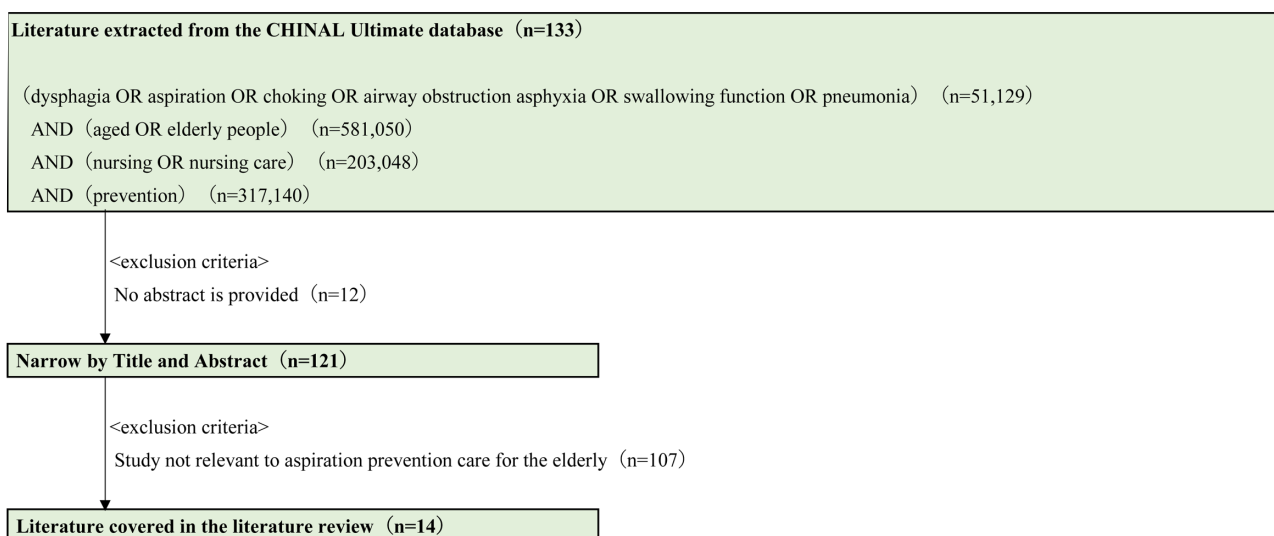 Literature extracted from the CHINAL Ultimate database（n=133）
（dysphagia OR aspiration OR choking OR airway obstruction asphyxia OR swallowing function OR pneumonia）（n=51,129）
AND（aged OR elderly people）（n=581,050）
AND（nursing OR nursing care）（n=203,048）
AND（prevention）（n=317,140）
<exclusion criteria>
No abstract is provided（n=12）
Narrow by Title and Abstract（n=121）
<exclusion criteria>
Study not relevant to aspiration prevention care for the elderly（n=107）
Literature covered in the literature review（n=14）